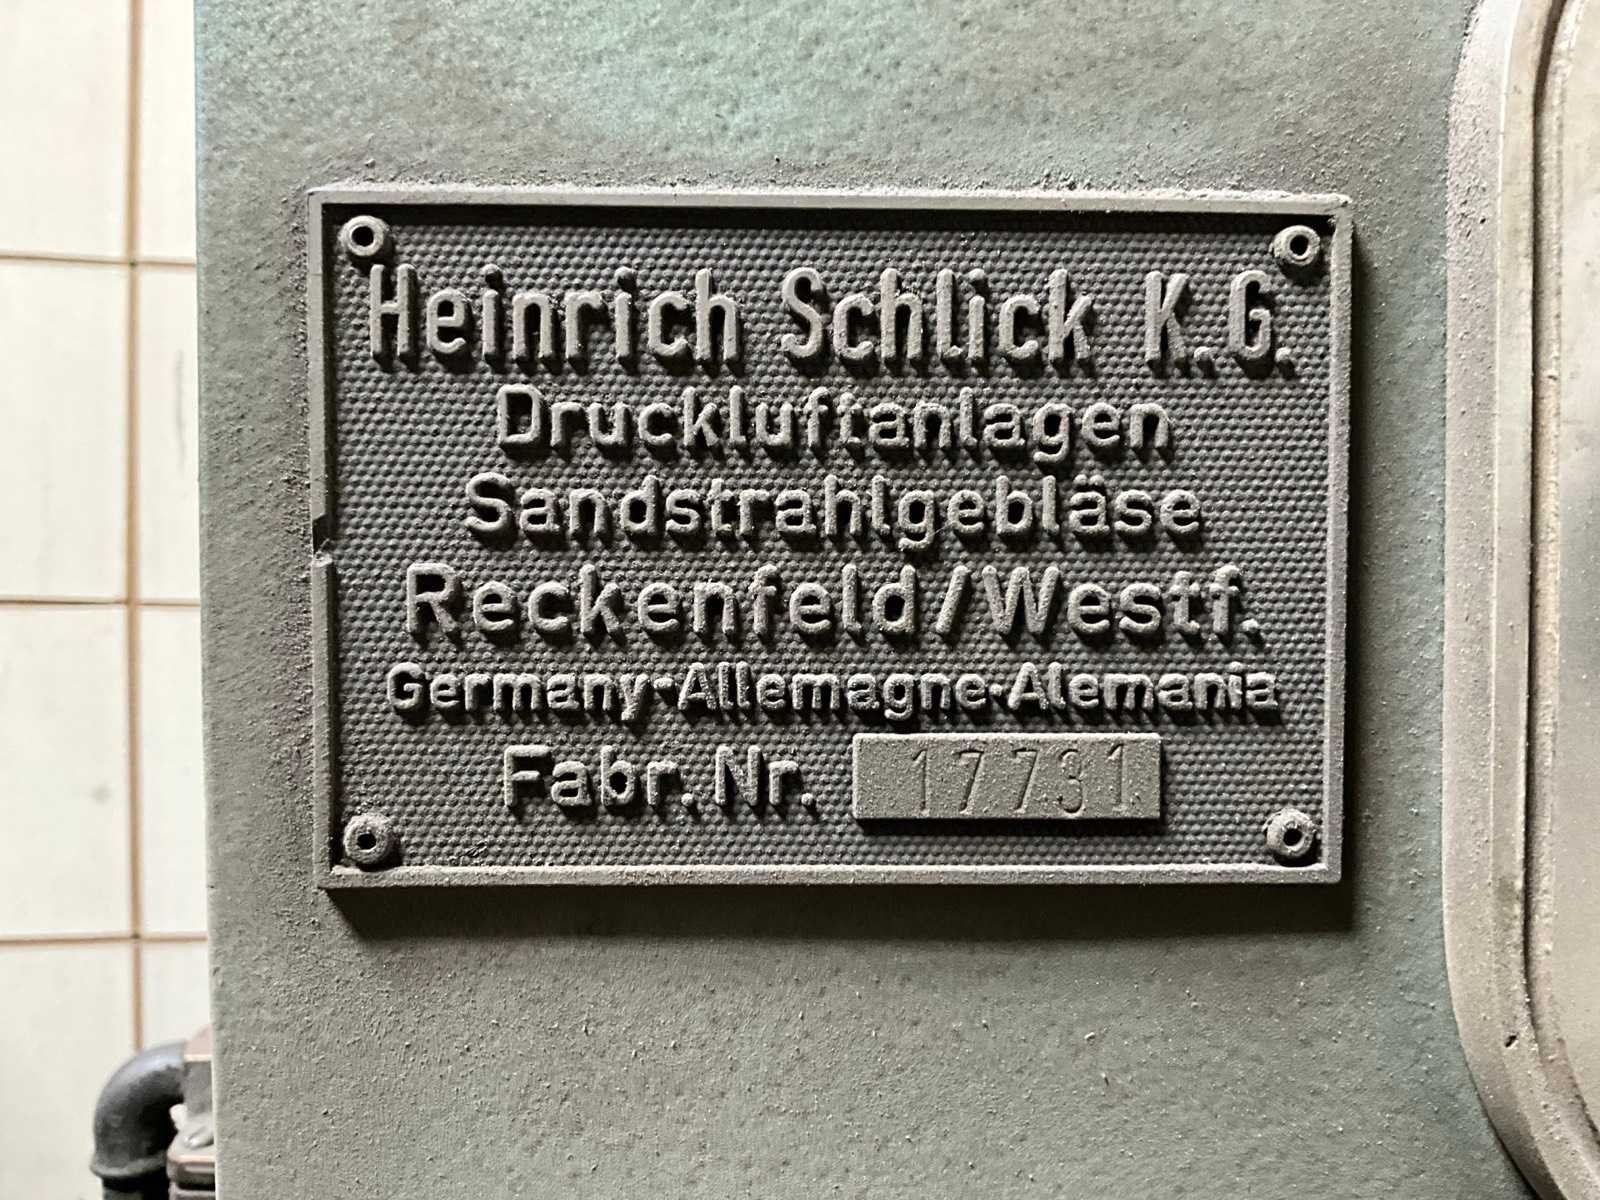 Heinrich Schlick K.G.
Druckluftanlagen
Sandstrahlgebläse
Reckenfeld/Westf.
Germany-Allemagne-Alemania
Fabr. Nr. 17731